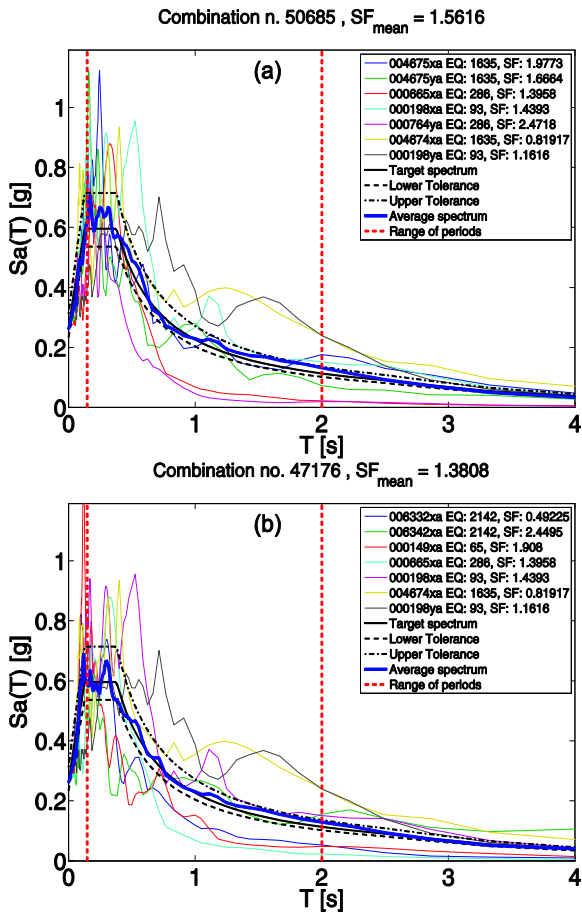 Combination n. 50685 , SFmean = 1.5616
(a)
004675xa EQ: 1635, SF: 1.9773
004675ya EQ: 1635, SF: 1.6664
000665xa EQ: 286, SF: 1.3958
000198xa EQ: 93, SF: 1.4393
000764ya EQ: 286, SF: 2.4718
004674xa EQ: 1635, SF: 0.81917
000198ya EQ: 93, SF: 1.1616
Target spectrum
Lower Tolerance
Upper Tolerance
Average spectrum
Range of periods
Sa(T) [g]
1
0.8
0.6
0.4
0.2
0
0 1 2 3 4
T [s]
Combination no. 47176 , SFmean = 1.3808
(b)
006332xa EQ: 2142, SF: 0.49225
006342xa EQ: 2142, SF: 2.4495
000149xa EQ: 65, SF: 1.908
000665xa EQ: 286, SF: 1.3958
000198xa EQ: 93, SF: 1.4393
004674xa EQ: 1635, SF: 0.81917
000198ya EQ: 93, SF: 1.1616
Target spectrum
Lower Tolerance
Upper Tolerance
Average spectrum
Range of periods
Sa(T) [g]
1
0.8
0.6
0.4
0.2
0
0 1 2 3 4
T [s]